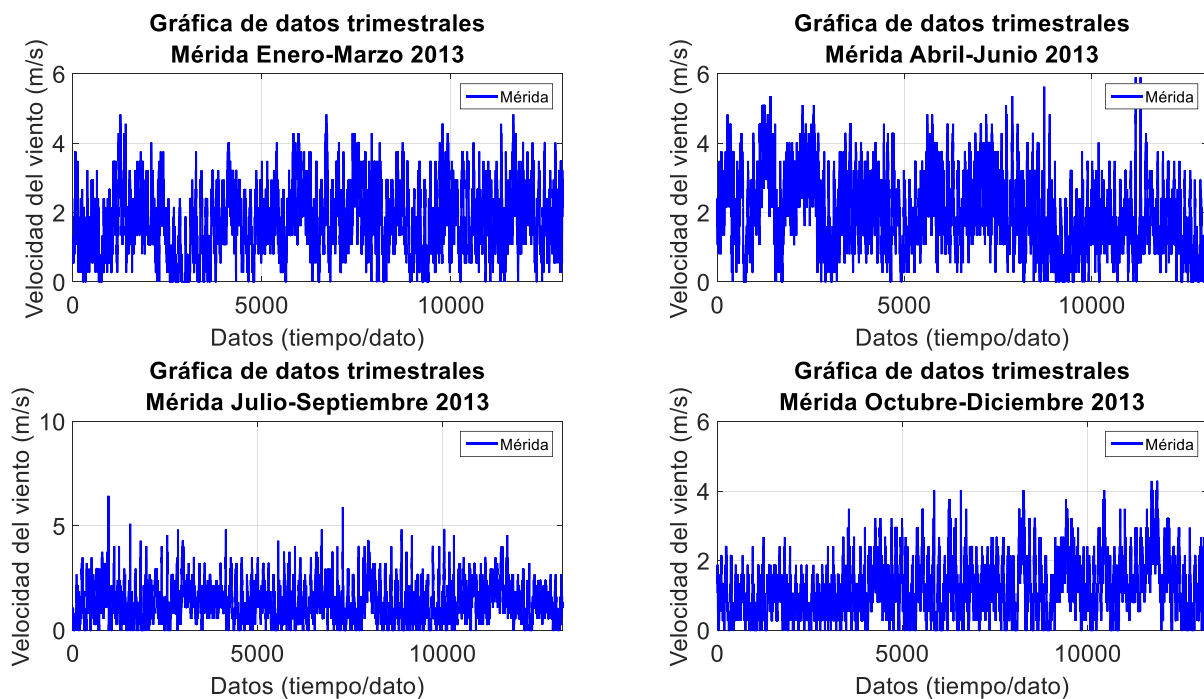 Gráfica de datos trimestrales
Mérida Enero-Marzo 2013
Velocidad del viento (m/s)
6
4
2
0
0
5000
10000
Datos (tiempo/dato)
Mérida
Gráfica de datos trimestrales
Mérida Abril-Junio 2013
Velocidad del viento (m/s)
6
4
2
0
0
5000
10000
Datos (tiempo/dato)
Mérida
Gráfica de datos trimestrales
Mérida Julio-Septiembre 2013
Velocidad del viento (m/s)
10
5
0
0
5000
10000
Datos (tiempo/dato)
Mérida
Gráfica de datos trimestrales
Mérida Octubre-Diciembre 2013
Velocidad del viento (m/s)
6
4
2
0
0
5000
10000
Datos (tiempo/dato)
Mérida